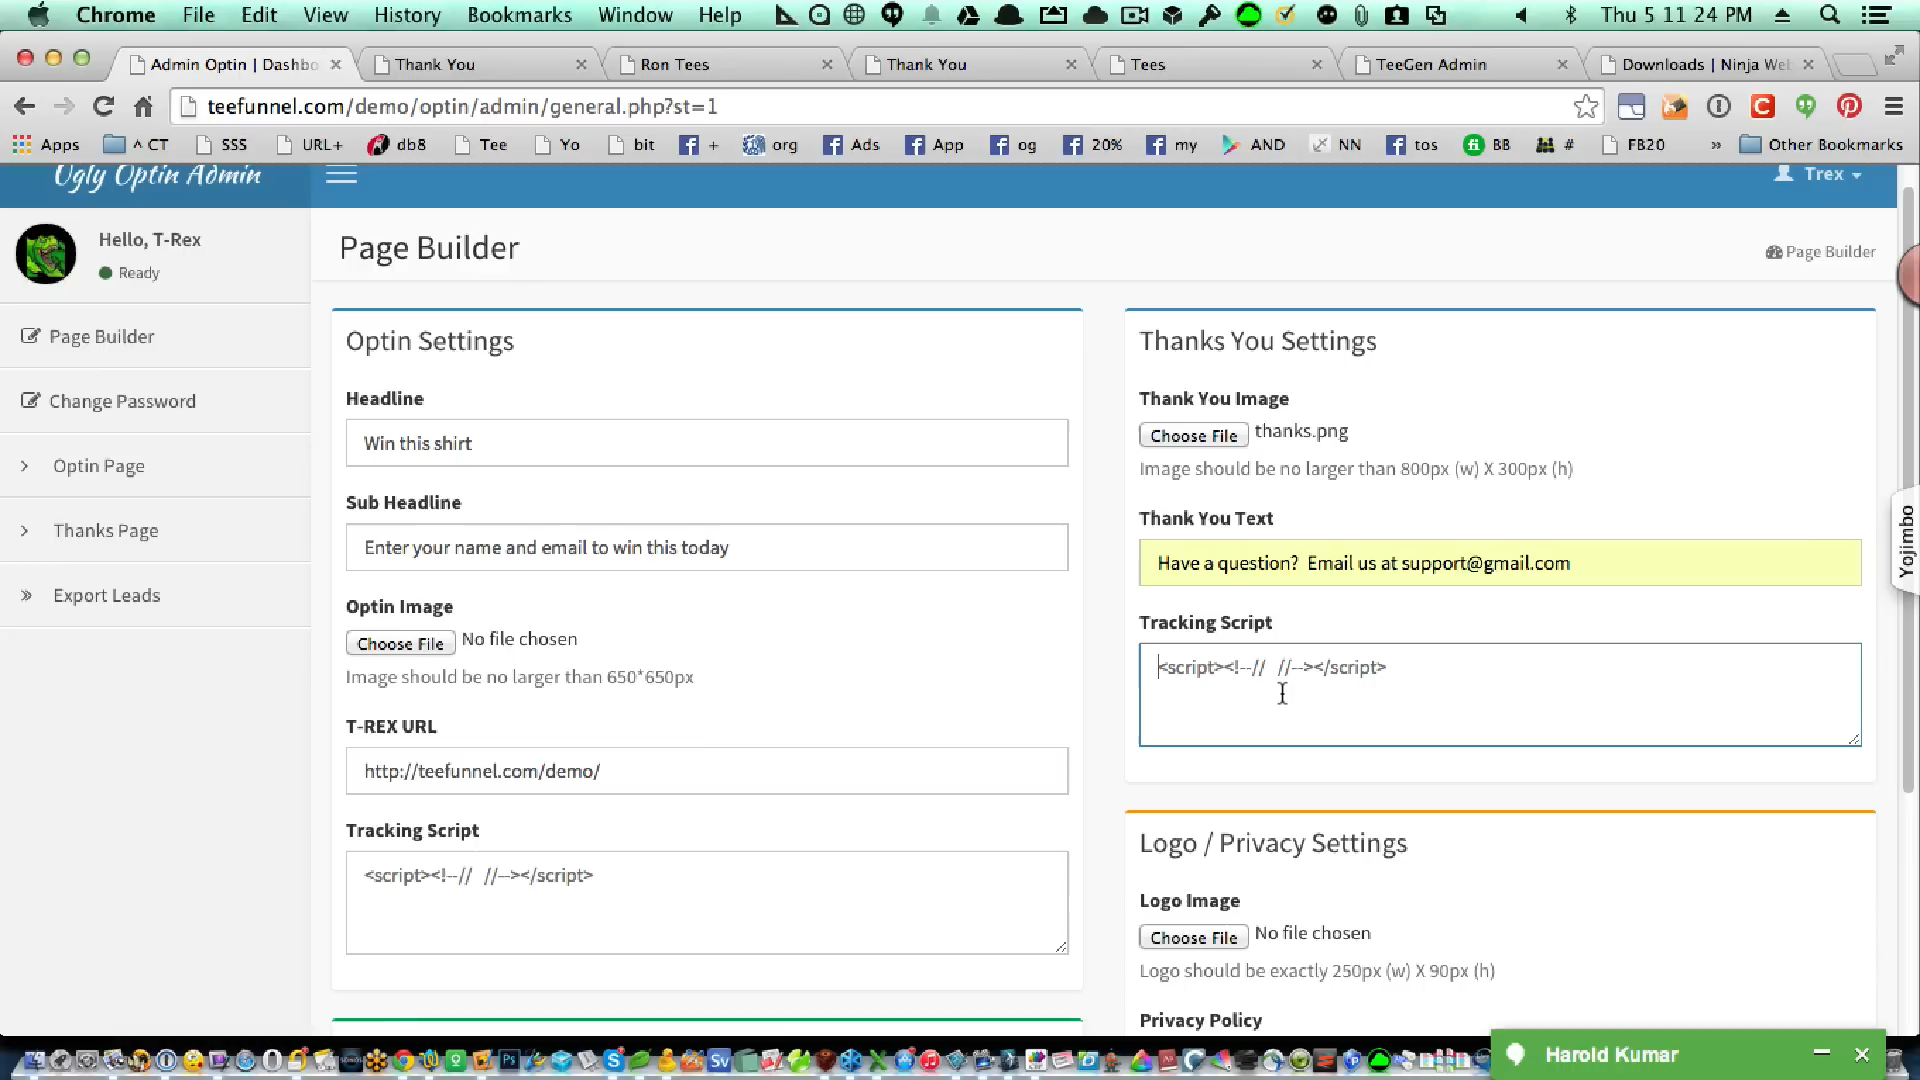 Chrome File Edit View History Bookmarks Window Help Thu 5 11 24 PM
Admin Optin | Dashbo Thank You Ron Tees Thank You Tees TeeGen Admin Downloads | Ninja We
teefunnel.com/demo/optin/admin/general.php?st=1
Apps ^ CT SSS URL+ db8 Tee Yo bit + org Ads App og 20% my AND NN tos BB # FB20 » Other Bookmarks
Ugly Optin Admin
Trex
Hello, T-Rex
Ready
Page Builder
Change Password
Optin Page
Thanks Page
Export Leads
Page Builder
Page Builder
Optin Settings
Headline
Win this shirt
Sub Headline
Enter your name and email to win this today
Optin Image
Choose File No file chosen
Image should be no larger than 650*650px
T-REX URL
http://teefunnel.com/demo/
Tracking Script
<script><!--// //--></script>
Thanks You Settings
Thank You Image
Choose File thanks.png
Image should be no larger than 800px (w) X 300px (h)
Thank You Text
Have a question? Email us at support@gmail.com
Tracking Script
<script><!--// //--></script>
Logo / Privacy Settings
Logo Image
Choose File No file chosen
Logo should be exactly 250px (w) X 90px (h)
Privacy Policy
Yojimbo
Harold Kumar